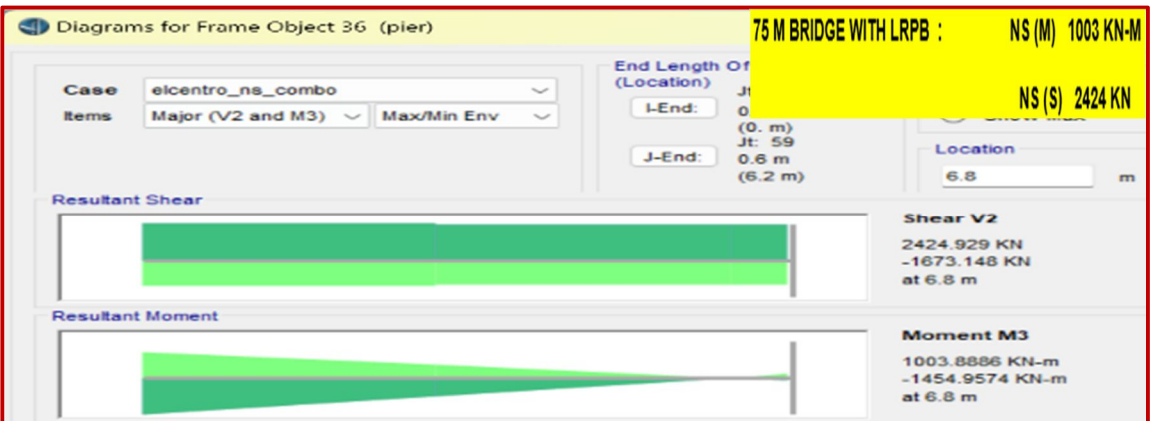 Diagrams for Frame Object 36 (pier)
75 M BRIDGE WITH LRPB : NS (M) 1003 KN-M
NS (S) 2424 KN
End Length Of
(Location)
Case elcentro_ns_combo
Items Major (V2 and M3) Max/Min Env
I-End:
(0. m)
Jt: 59
J-End: 0.6 m
(6.2 m)
Location
6.8 m
Resultant Shear
Shear V2
2424.929 KN
-1673.148 KN
at 6.8 m
Resultant Moment
Moment M3
1003.8886 KN-m
-1454.9574 KN-m
at 6.8 m